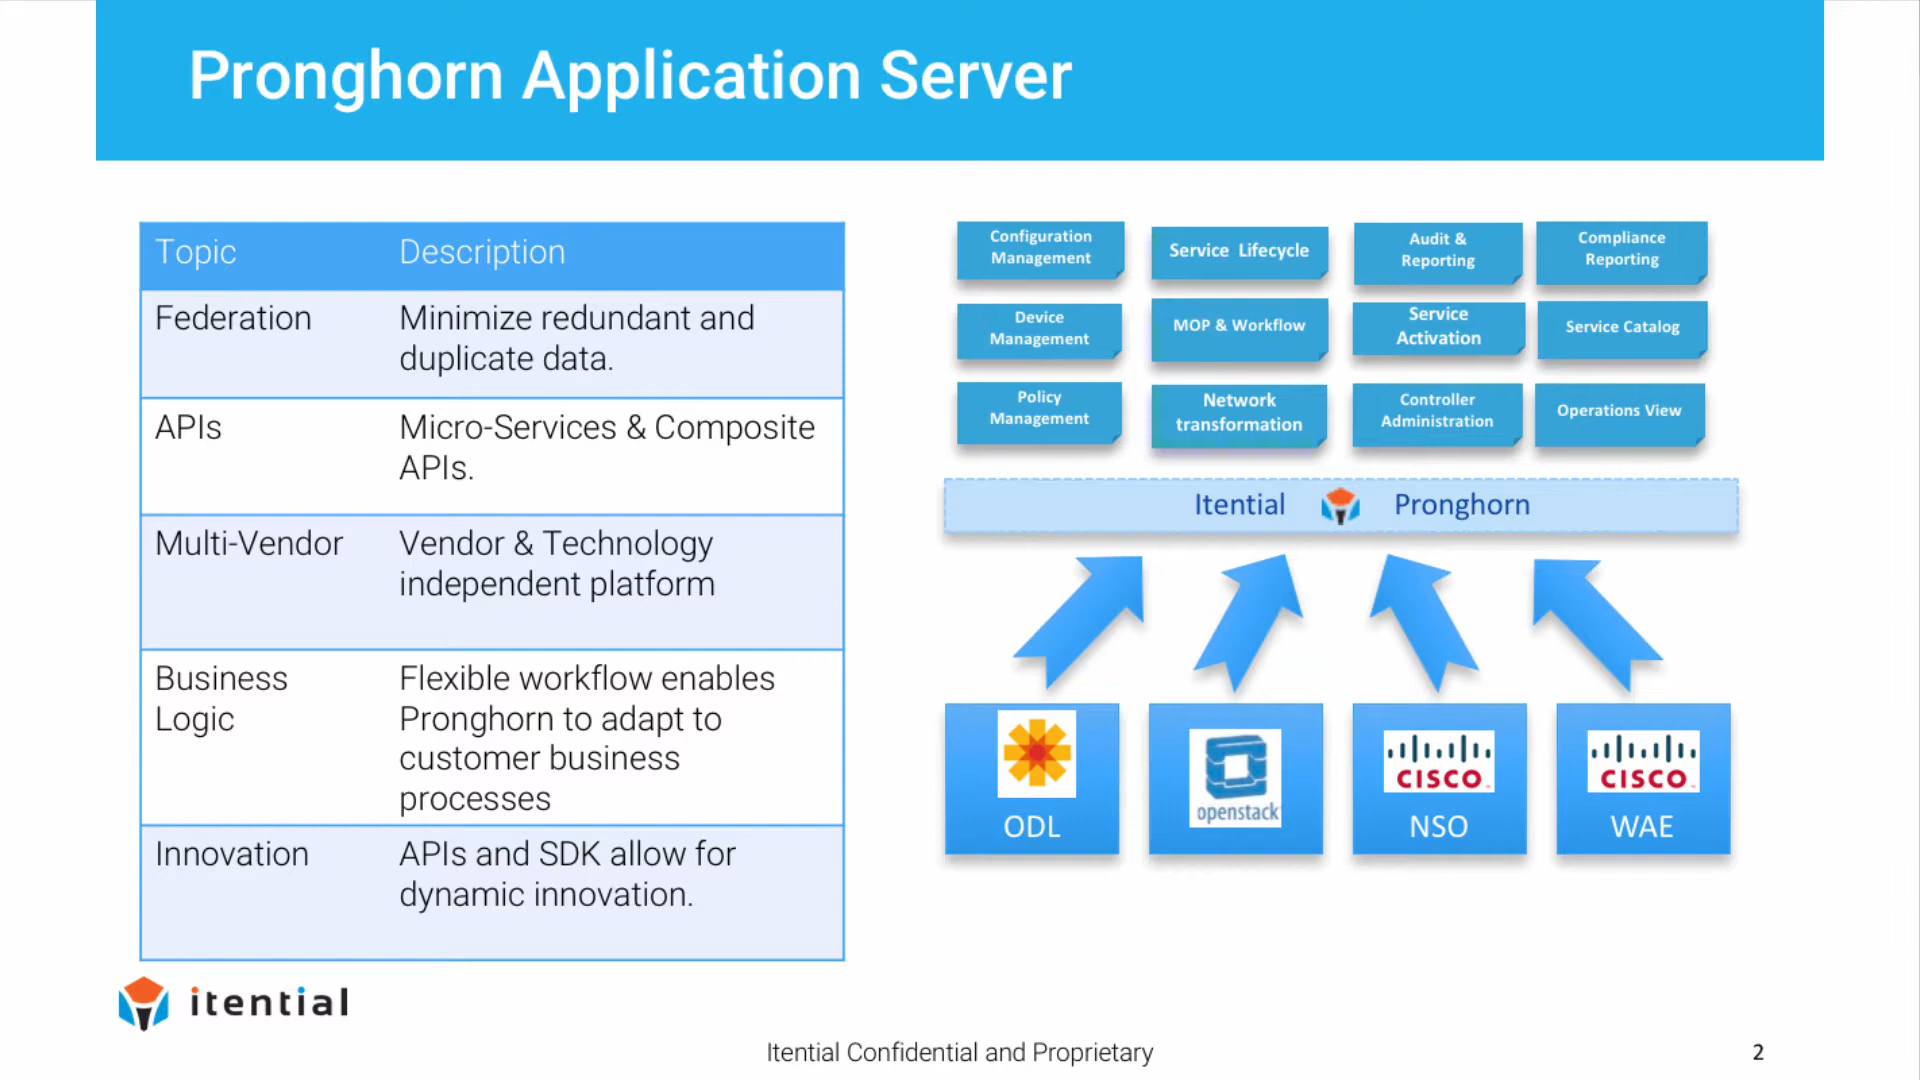 Pronghorn Application Server
Topic Description
Federation Minimize redundant and
duplicate data.
APIs Micro-Services & Composite
APIs.
Multi-Vendor Vendor & Technology
independent platform
Business Flexible workflow enables
Logic Pronghorn to adapt to
customer business
processes
Innovation APIs and SDK allow for
dynamic innovation.
Configuration
Management
Service Lifecycle
Audit &
Reporting
Compliance
Reporting
Device
Management
MOP & Workflow
Service
Activation
Service Catalog
Policy
Management
Network
transformation
Controller
Administration
Operations View
Itential Pronghorn
ODL
openstack
CISCO
NSO
CISCO
WAE
itential
Itential Confidential and Proprietary
2